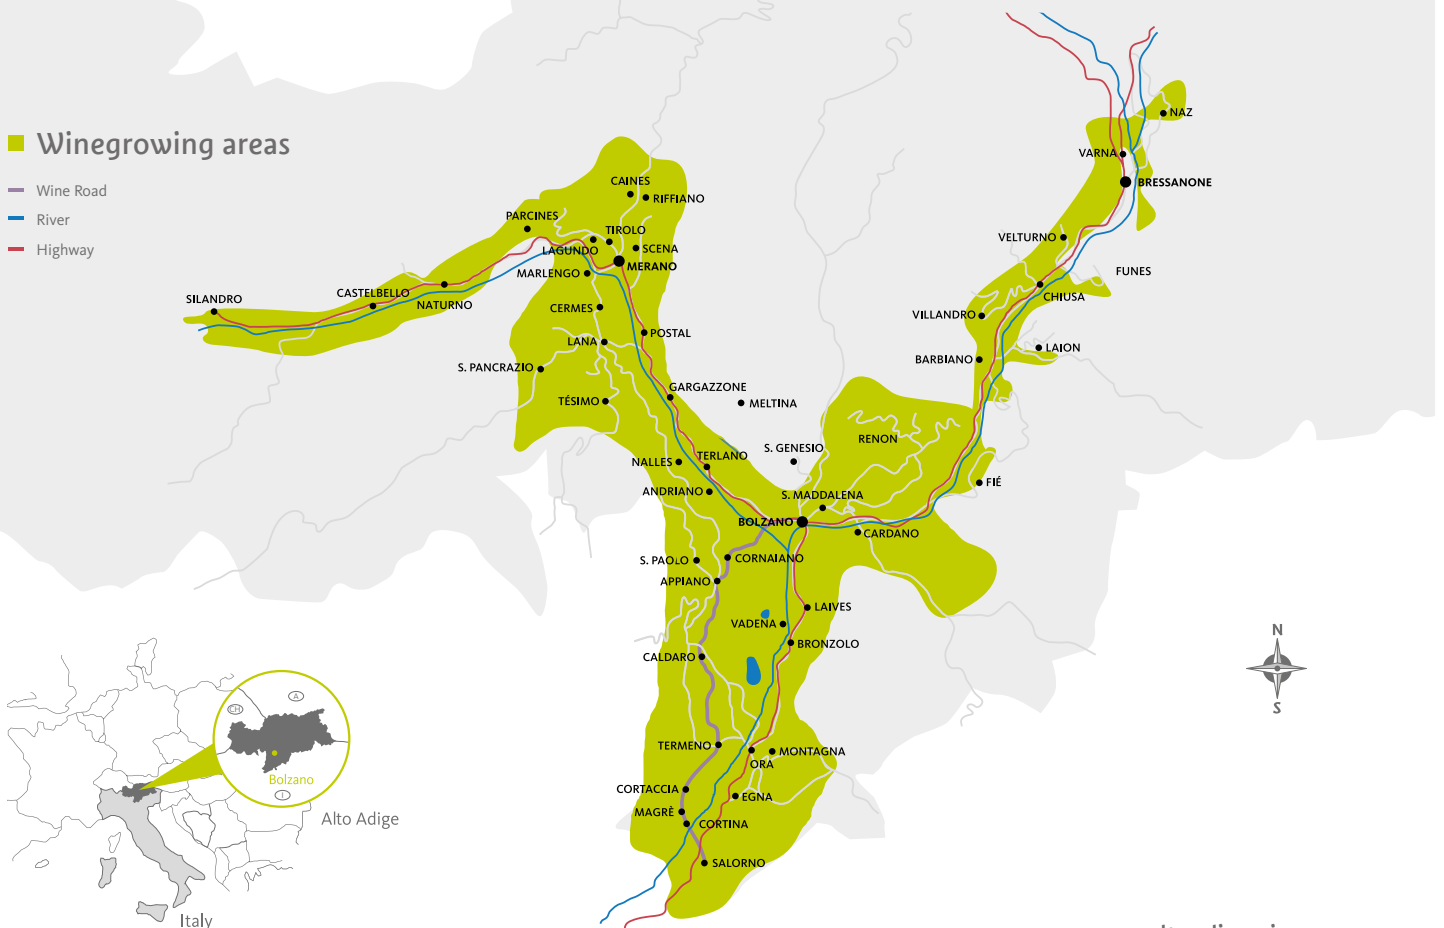 Winegrowing areas
Wine Road
River
Highway
NAZ
VARNA
BRESSANONE
CAINES
RIFFIANO
PARCINES
TIROLO
LAGUNDO
SCENA
MERANO
MARLENGO
VELTURNO
FUNES
CHIUSA
SILANDRO
CASTELBELLO
NATURNO
CERMES
VILLANDRO
POSTAL
LANA
LAION
BARBIANO
S. PANCRAZIO
GARGAZZONE
TÉSIMO
MELTINA
RENON
S. GENESIO
NALLES
TERLANO
FIÉ
ANDRIANO
S. MADDALENA
BOLZANO
CARDANO
S. PAOLO
CORNAIANO
APPIANO
LAIVES
VADENA
BRONZOLO
CALDARO
N
S
TERMENO
MONTAGNA
ORA
CORTACCIA
EGNA
MAGRÈ
CORTINA
SALORNO
A
CH
Bolzano
I
Alto Adige
Italy